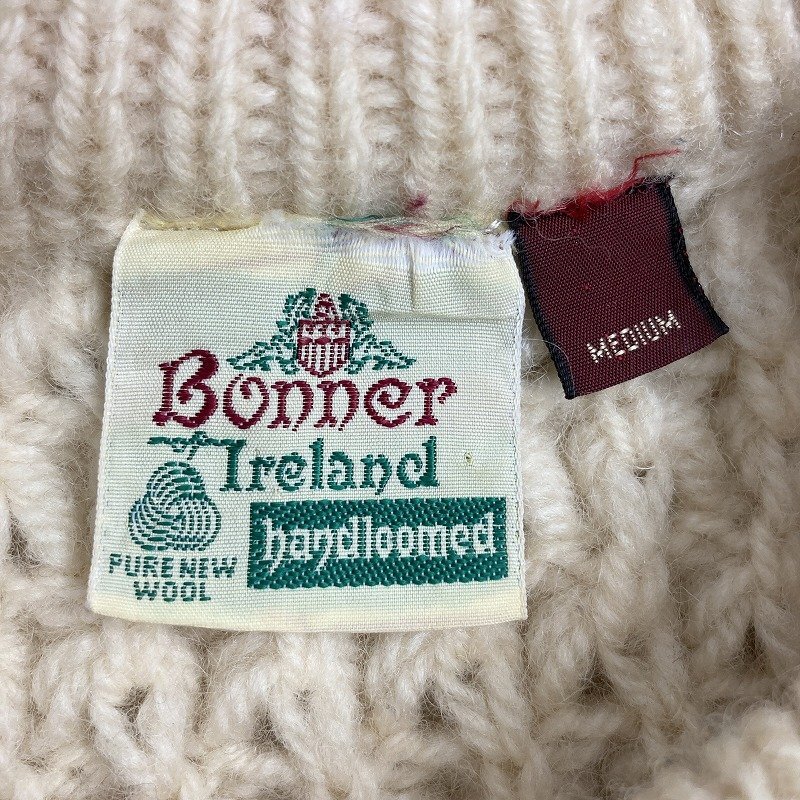 Bonner
of Ireland
handloomed
PURE NEW
WOOL
MEDIUM